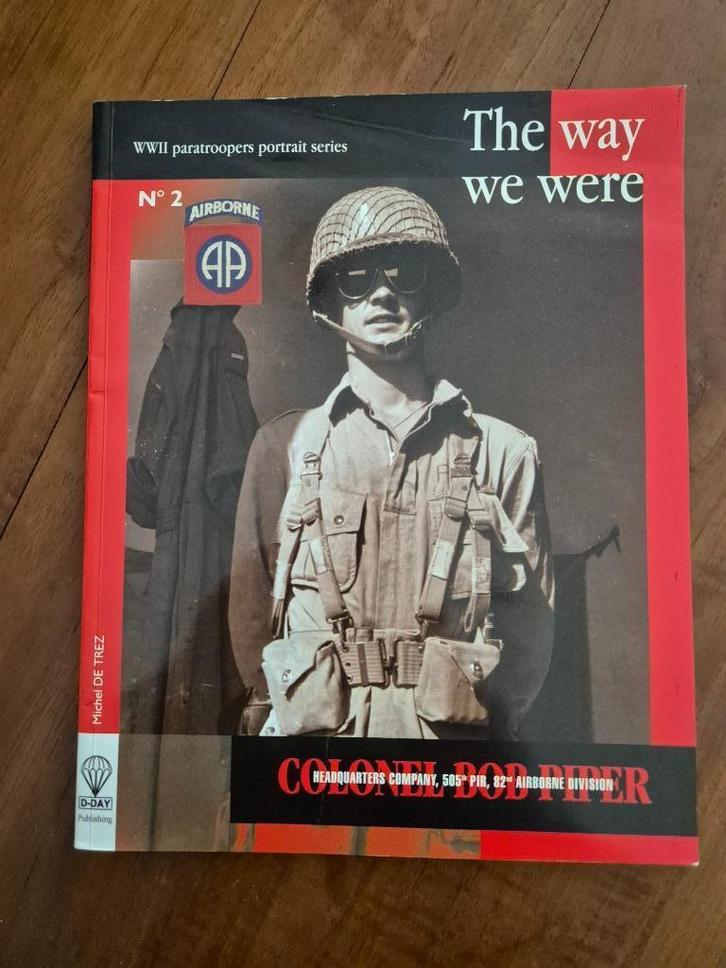 WWII paratroopers portrait series
The way
we were
N° 2
AIRBORNE
AA
Michel DE TREZ
COLONEL BOB PIPER
HEADQUARTERS COMPANY, 505th PIR, 82nd AIRBORNE DIVISION
D-DAY
Publishing